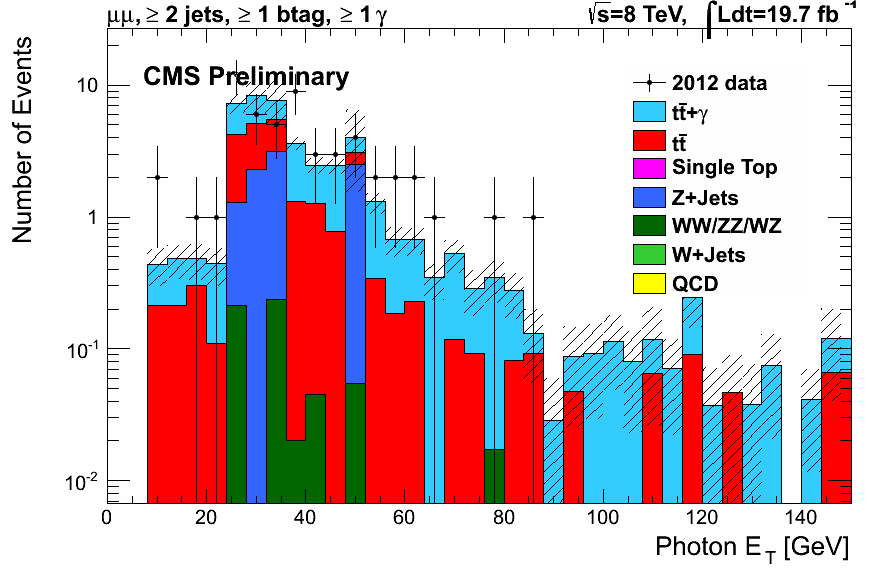 μμ, ≥ 2 jets, ≥ 1 btag, ≥ 1 γ
√s=8 TeV, ∫Ldt=19.7 fb⁻¹
CMS Preliminary
2012 data
tt̄+γ
tt̄
Single Top
Z+Jets
WW/ZZ/WZ
W+Jets
QCD
Number of Events
10
1
10⁻¹
10⁻²
0 20 40 60 80 100 120 140
Photon E_T [GeV]